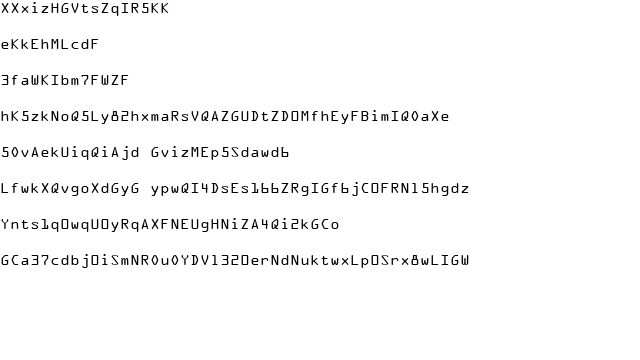 XXxizHGVtsZqIR5KK
eKkEhMLcdF
3faWKIbm7FWZF
hK5zkNoQ5Ly82hxmaRsVQAZGUDtZDOMfhEyFBimIQ0aXe
50vAekUiqQiAjd GvizMEp5Sdawd6
LfwkXQvgoXdGyG ypwQI4DsEs166ZRgIGf6jCOFRN15hgdz
Ynts1qOwqUOyRqAXFNEUgHNiZA4Qi2kGCo
GCa37cdbjOiSmNR0u0YDV132OerNdNuktwxLpOSrx8wLIGW